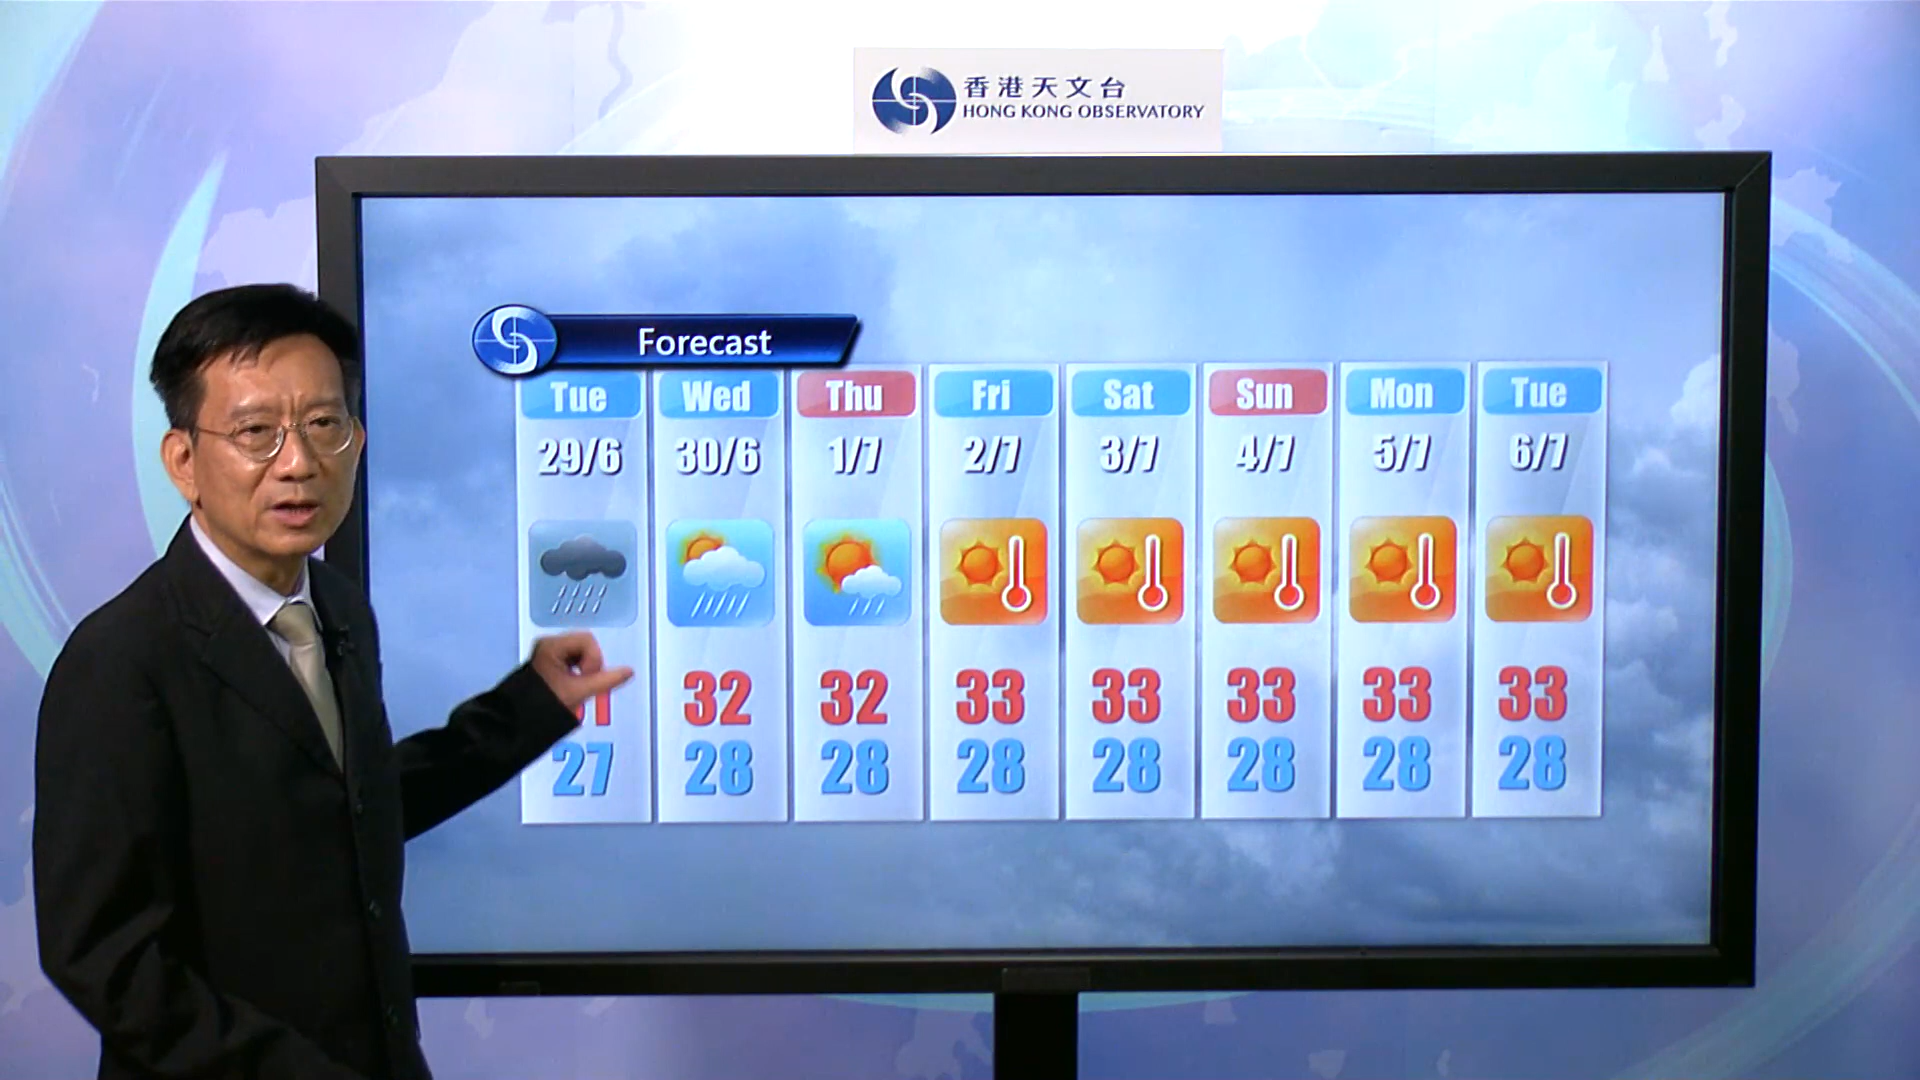 香港天文台
HONG KONG OBSERVATORY
Forecast
Tue Wed Thu Fri Sat Sun Mon Tue
29/6 30/6 1/7 2/7 3/7 4/7 5/7 6/7
32 32 33 33 33 33 33
27 28 28 28 28 28 28 28